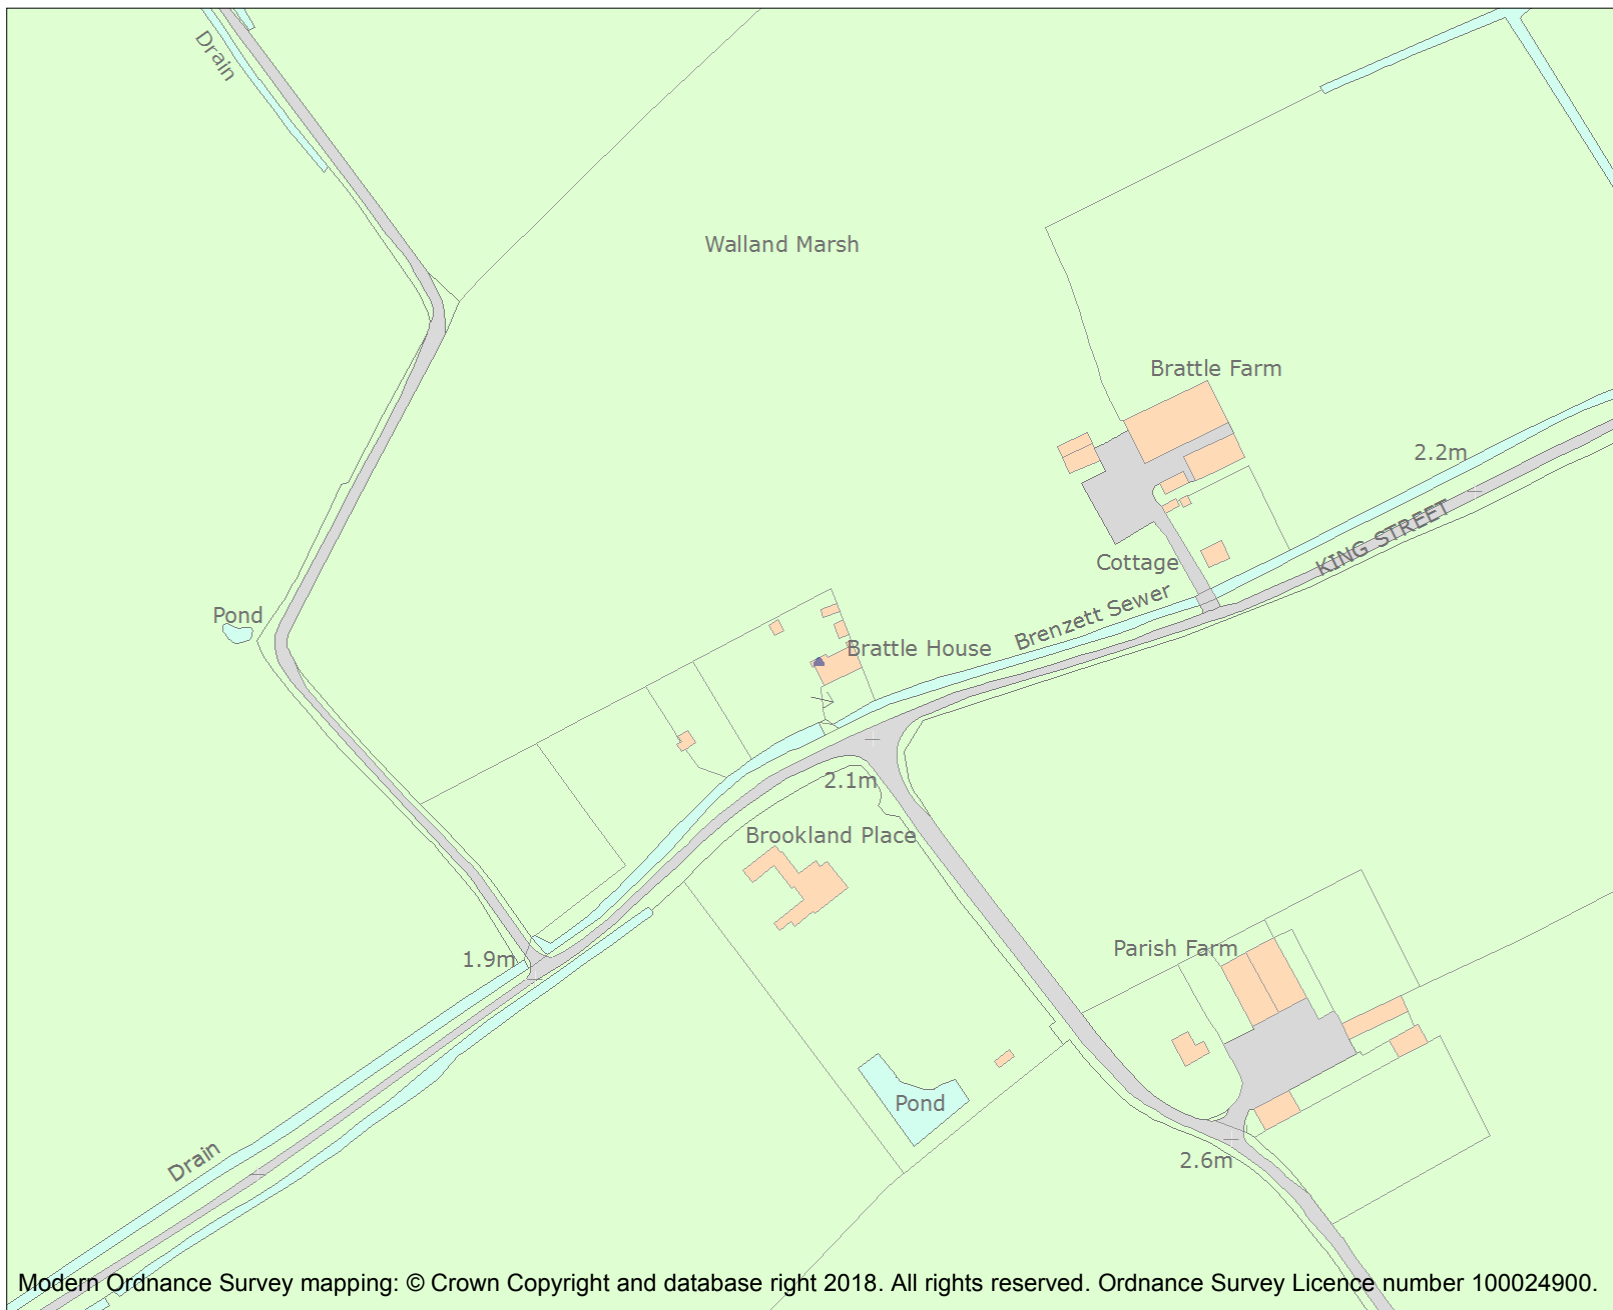 Drain
Walland Marsh
Brattle Farm
2.2m
KING STREET
Cottage
Brenzett Sewer
Pond
Brattle House
2.1m
Brookland Place
Parish Farm
1.9m
Pond
Drain
2.6m
Modern Ordnance Survey mapping: © Crown Copyright and database right 2018. All rights reserved. Ordnance Survey Licence number 100024900.